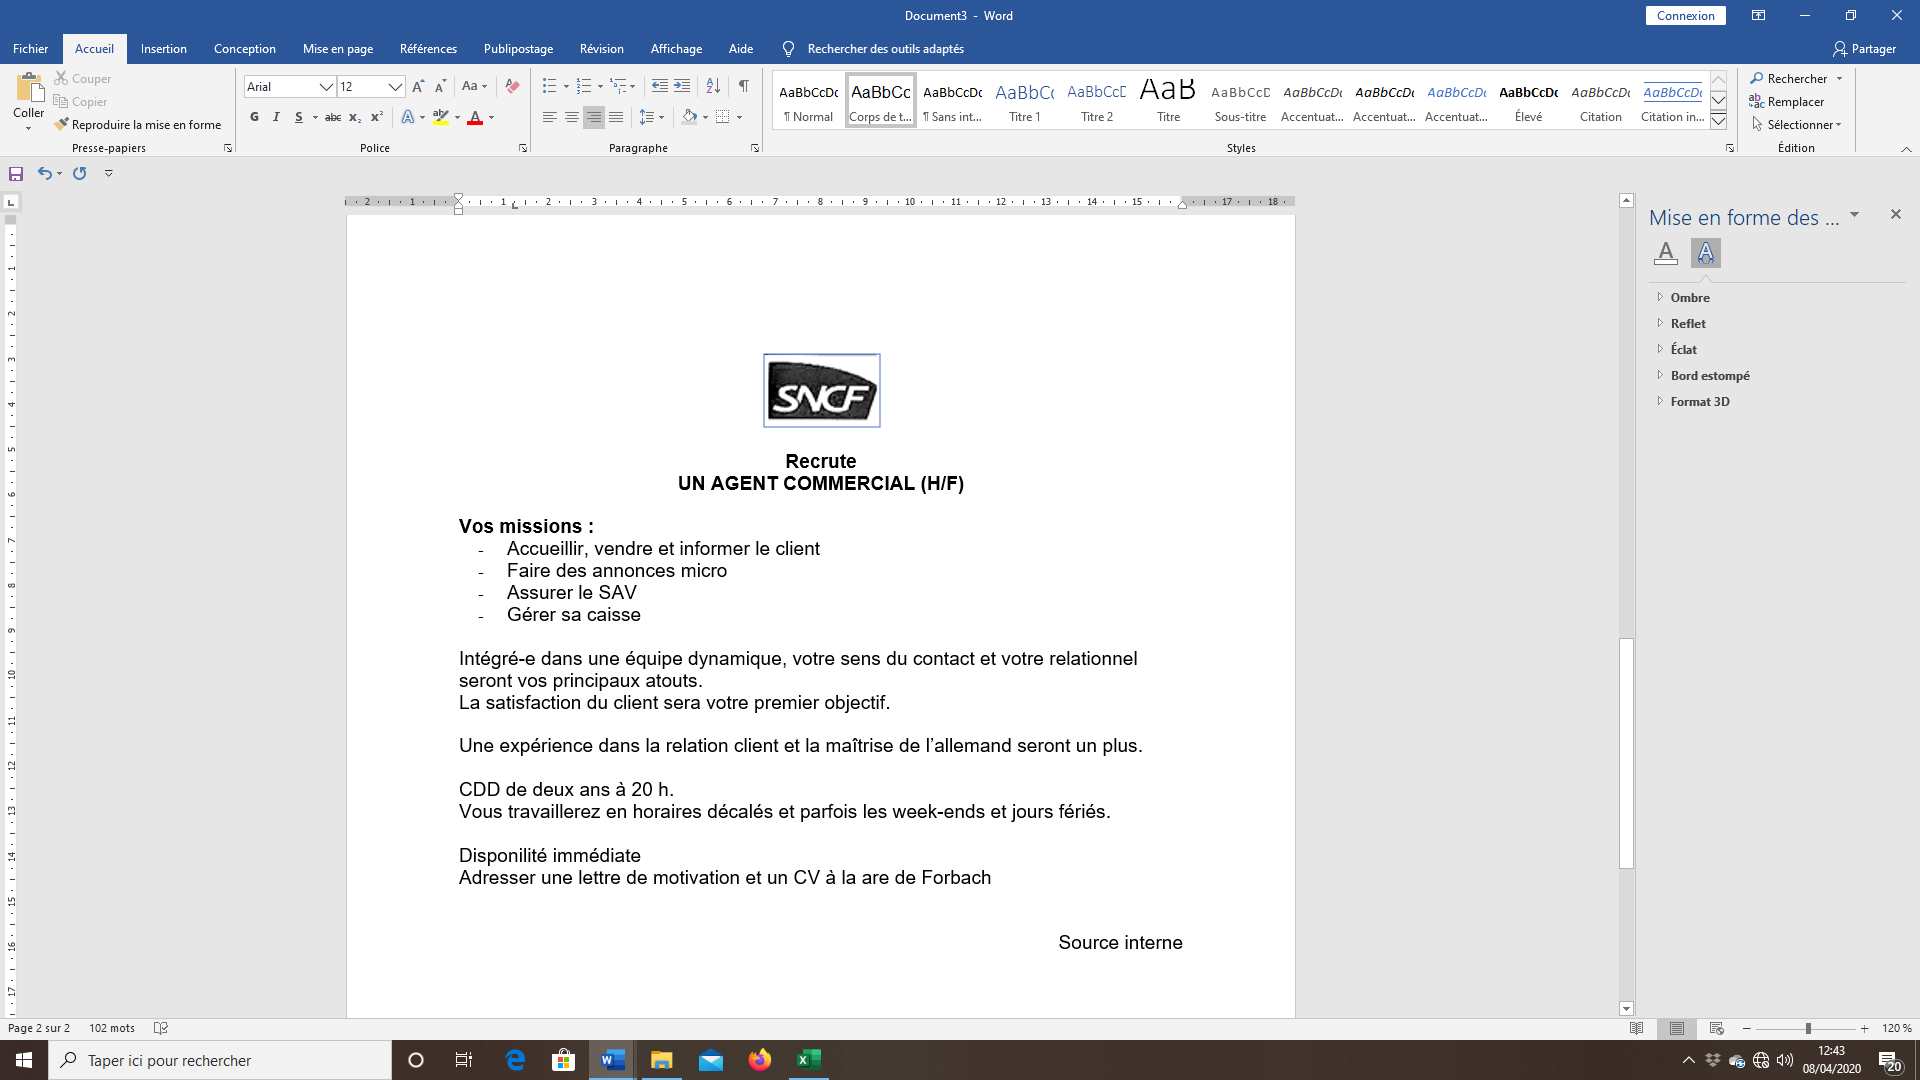 Document3 - Word
Connexion
Fichier
Accueil
Insertion
Conception
Mise en page
Références
Publipostage
Révision
Affichage
Aide
Rechercher des outils adaptés
Partager
Coller
Couper
Copier
Reproduire la mise en forme
Presse-papiers
Arial
12
Police
Paragraphe
AaBbCcDc
¶ Normal
AaBbCc
Corps de t...
AaBbCcDc
¶ Sans int...
AaBbCc
Titre 1
AaBbCcD
Titre 2
AaB
Titre
AaBbCcD
Sous-titre
AaBbCcDc
Accentuat...
AaBbCcDc
Accentuat...
AaBbCcDc
Accentuat...
AaBbCcDc
Élevé
AaBbCcDc
Citation
AaBbCcDc
Citation in...
Styles
Rechercher
Remplacer
Sélectionner
Édition
Mise en forme des ...
Ombre
Reflet
Éclat
Bord estompé
Format 3D
SNCF
Recrute
UN AGENT COMMERCIAL (H/F)
Vos missions :
- Accueillir, vendre et informer le client
- Faire des annonces micro
- Assurer le SAV
- Gérer sa caisse
Intégré-e dans une équipe dynamique, votre sens du contact et votre relationnel
seront vos principaux atouts.
La satisfaction du client sera votre premier objectif.
Une expérience dans la relation client et la maîtrise de l’allemand seront un plus.
CDD de deux ans à 20 h.
Vous travaillerez en horaires décalés et parfois les week-ends et jours fériés.
Disponilité immédiate
Adresser une lettre de motivation et un CV à la are de Forbach
Source interne
Page 2 sur 2
102 mots
120 %
Taper ici pour rechercher
12:43
08/04/2020
20